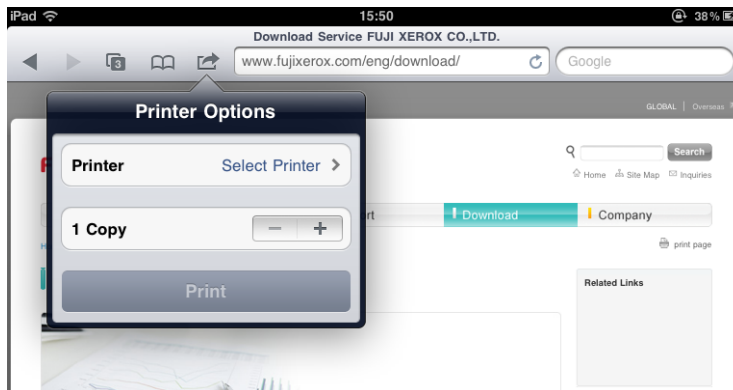 iPad 15:50 38%
Download Service FUJI XEROX CO.,LTD.
3 www.fujixerox.com/eng/download/ Google
Printer Options
GLOBAL | Overseas
Printer Select Printer >
Search
Home Site Map Inquiries
Download Company
1 Copy − +
print page
Print
Related Links